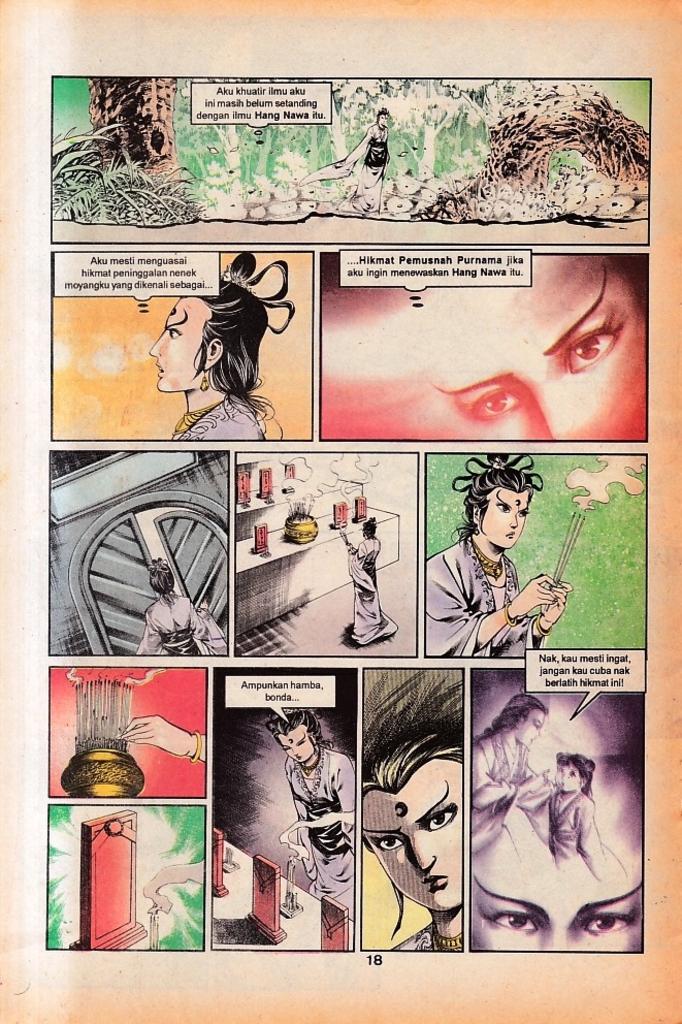 Aku khuatir ilmu aku
ini masih belum setanding
dengan ilmu Hang Nawa itu.
Aku mesti menguasai
hikmat peninggalan nenek
moyangku yang dikenali sebagai...
....Hikmat Pemusnah Purnama jika
aku ingin menewaskan Hang Nawa itu.
Ampunkan hamba,
bonda...
Nak, kau mesti ingat,
jangan kau cuba nak
berlatih hikmat ini!
18